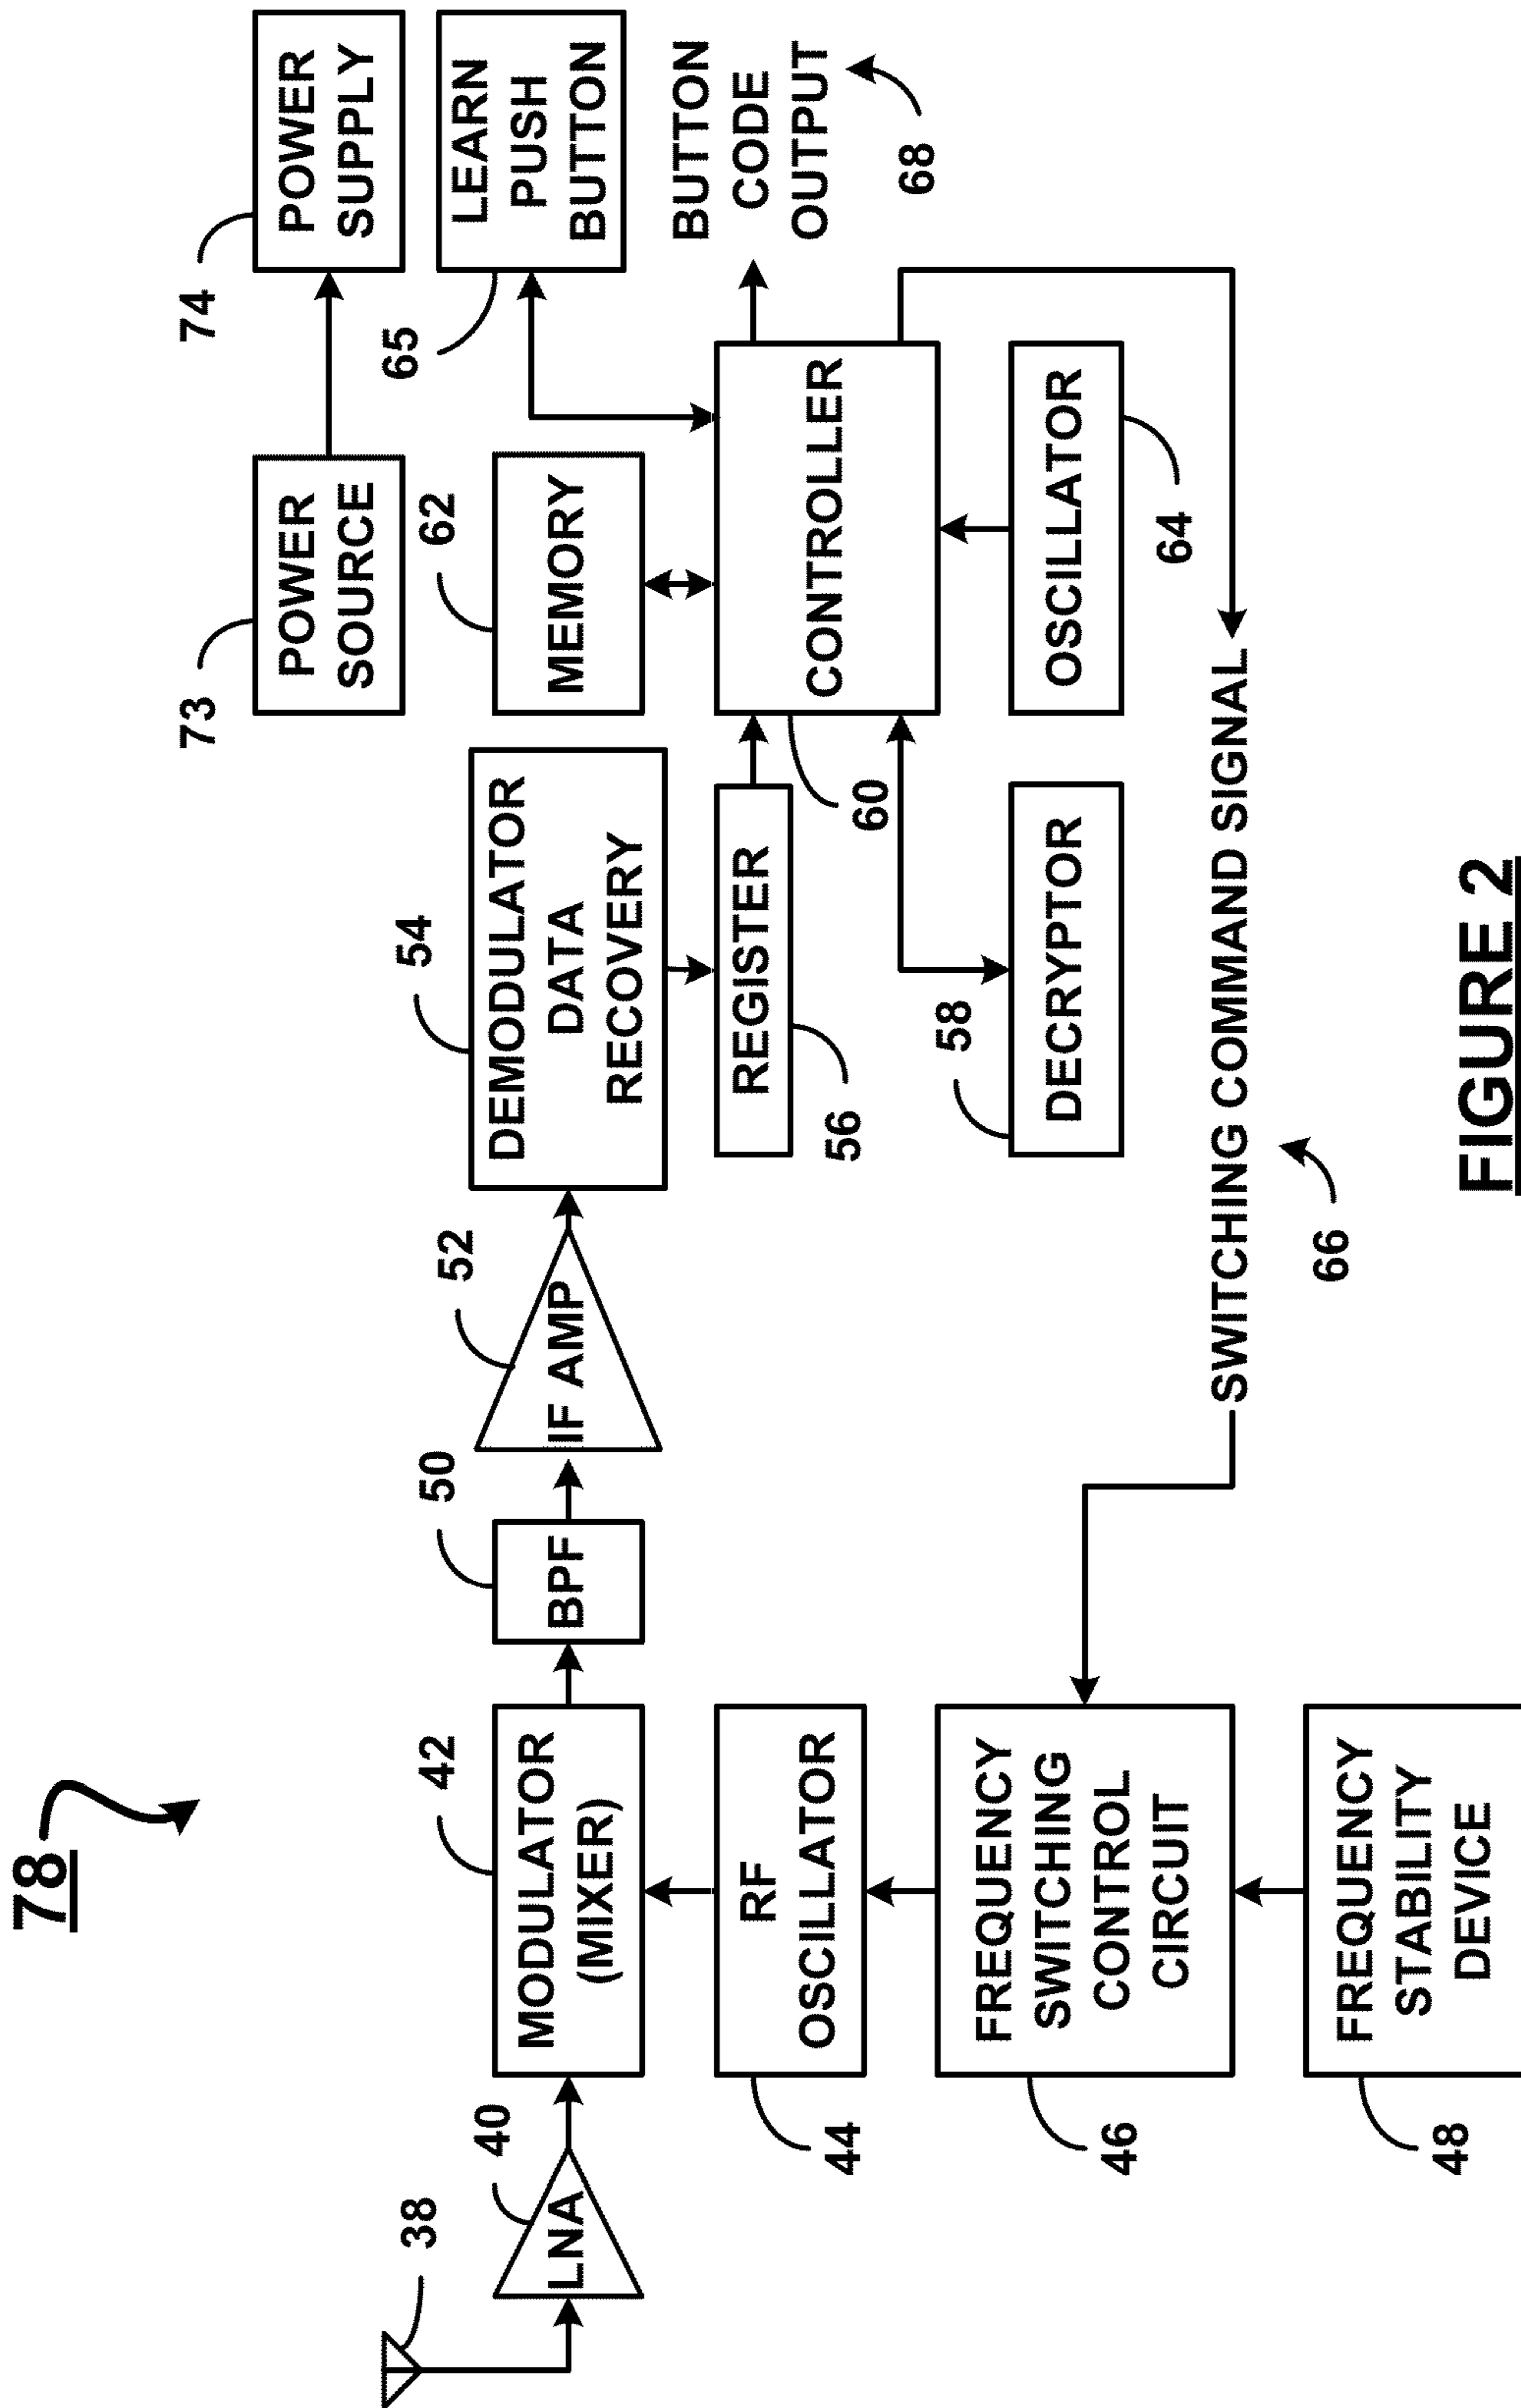 78
38
40
LNA
42
MODULATOR
(MIXER)
50
BPF
52
IF AMP
54
DEMODULATOR
DATA
RECOVERY
73
POWER
SOURCE
74
POWER
SUPPLY
62
MEMORY
65
LEARN
PUSH
BUTTON
44
RF
OSCILLATOR
REGISTER
56
60
CONTROLLER
BUTTON
CODE
OUTPUT
68
46
FREQUENCY
SWITCHING
CONTROL
CIRCUIT
58
DECRYPTOR
OSCILLATOR
64
SWITCHING COMMAND SIGNAL
66
48
FREQUENCY
STABILITY
DEVICE
FIGURE 2